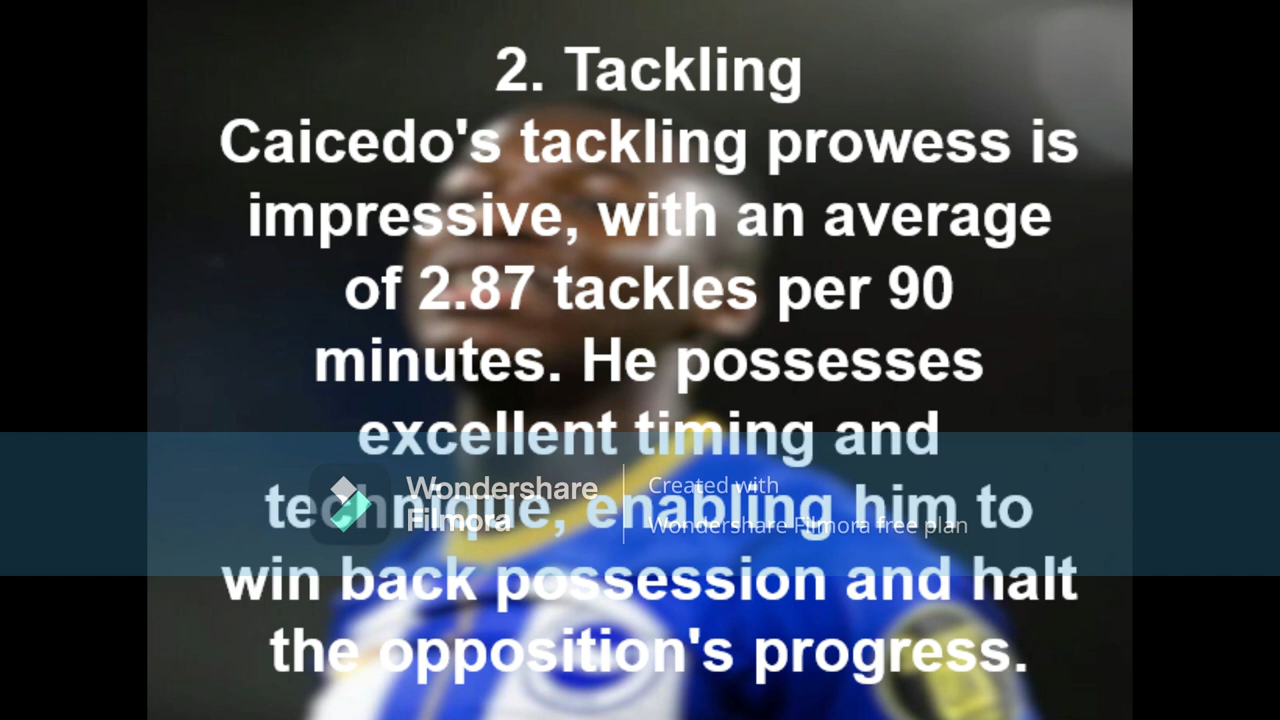 2. Tackling
Caicedo's tackling prowess is
impressive, with an average
of 2.87 tackles per 90
minutes. He possesses
excellent timing and
technique, enabling him to
win back possession and halt
the opposition's progress.
Wondershare
Filmora
Created with
Wondershare Filmora free plan